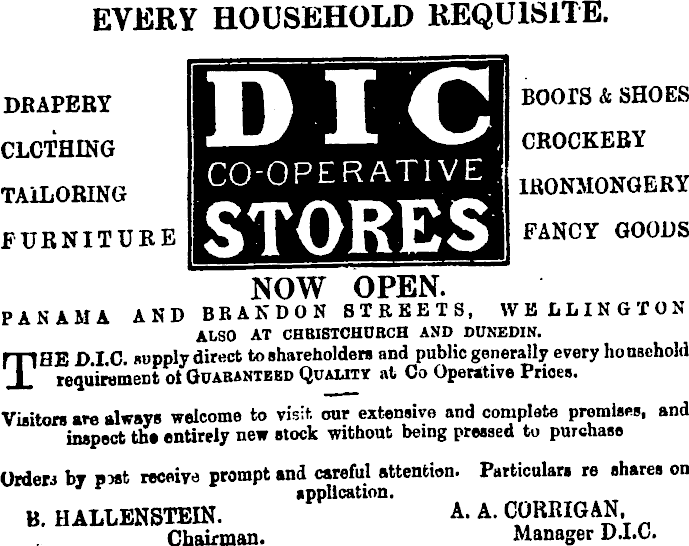 EVERY HOUSEHOLD REQUISITE.
DRAPERY
CLOTHING
TAILORING
FURNITURE
DIC
CO-OPERATIVE
STORES
BOOTS & SHOES
CROCKERY
IRONMONGERY
FANCY GOODS
NOW OPEN.
PANAMA AND BRANDON STREETS, WELLINGTON
ALSO AT CHRISTCHURCH AND DUNEDIN.
THE D.I.C. supply direct to shareholders and public generally every household
requirement of GUARANTEED QUALITY at Co Operative Prices.
Visitors are always welcome to visit our extensive and complete premises, and
inspect the entirely new stock without being pressed to purchase
Orders by post receive prompt and careful attention. Particulars re shares on
application.
B. HALLENSTEIN.
Chairman.
A. A. CORRIGAN,
Manager D.I.C.